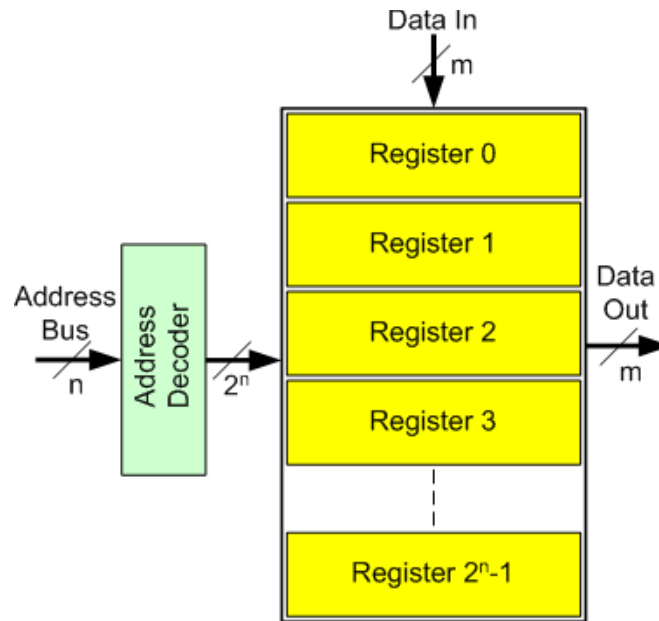 Data In
m
Register 0
Register 1
Address
Bus
n
Address
Decoder
2ⁿ
Register 2
Data
Out
m
Register 3
Register 2ⁿ-1